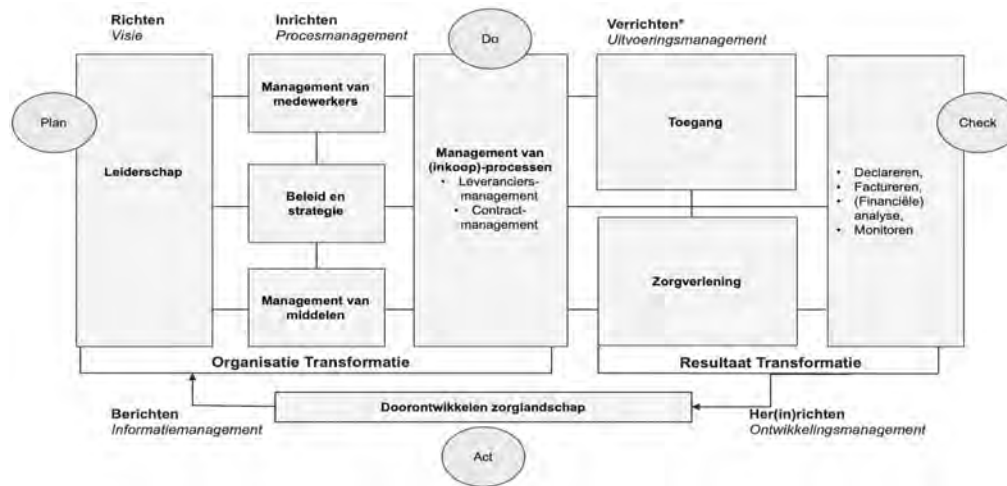 Richten
Visie
Inrichten
Procesmanagement
Do
Verrichten*
Uitvoeringsmanagement
Plan
Leiderschap
Management van
medewerkers
Beleid en
strategie
Management van
middelen
Management van
(inkoop)-processen
• Leveranciers-
management
• Contract-
management
Toegang
Zorgverlening
Check
• Declareren,
• Factureren,
• (Financiële)
analyse,
• Monitoren
Organisatie Transformatie
Resultaat Transformatie
Berichten
Informatiemanagement
Doorontwikkelen zorglandschap
Her(in)richten
Ontwikkelingsmanagement
Act